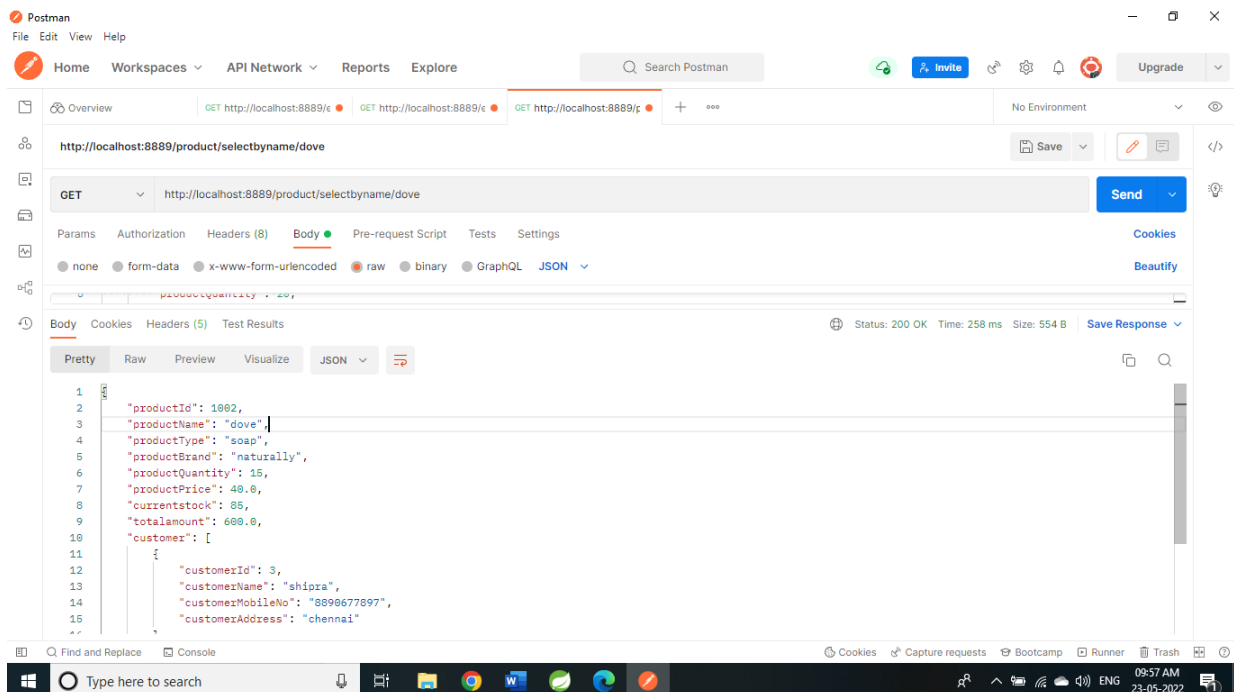 Postman
File Edit View Help
Home Workspaces API Network Reports Explore Search Postman Invite Upgrade
Overview GET http://localhost:8889/e GET http://localhost:8889/e GET http://localhost:8889/p No Environment
http://localhost:8889/product/selectbyname/dove Save
GET http://localhost:8889/product/selectbyname/dove Send
Params Authorization Headers (8) Body Pre-request Script Tests Settings Cookies
none form-data x-www-form-urlencoded raw binary GraphQL JSON Beautify
Body Cookies Headers (5) Test Results Status: 200 OK Time: 258 ms Size: 554 B Save Response
Pretty Raw Preview Visualize JSON
1 {
2 "productId": 1002,
3 "productName": "dove",
4 "productType": "soap",
5 "productBrand": "naturally",
6 "productQuantity": 15,
7 "productPrice": 40.0,
8 "currentstock": 85,
9 "totalamount": 600.0,
10 "customer": [
11 {
12 "customerId": 3,
13 "customerName": "shipra",
14 "customerMobileNo": "8890677897",
15 "customerAddress": "chennai"
Find and Replace Console Cookies Capture requests Bootcamp Runner Trash
Type here to search ENG 09:57 AM
23-05-2022